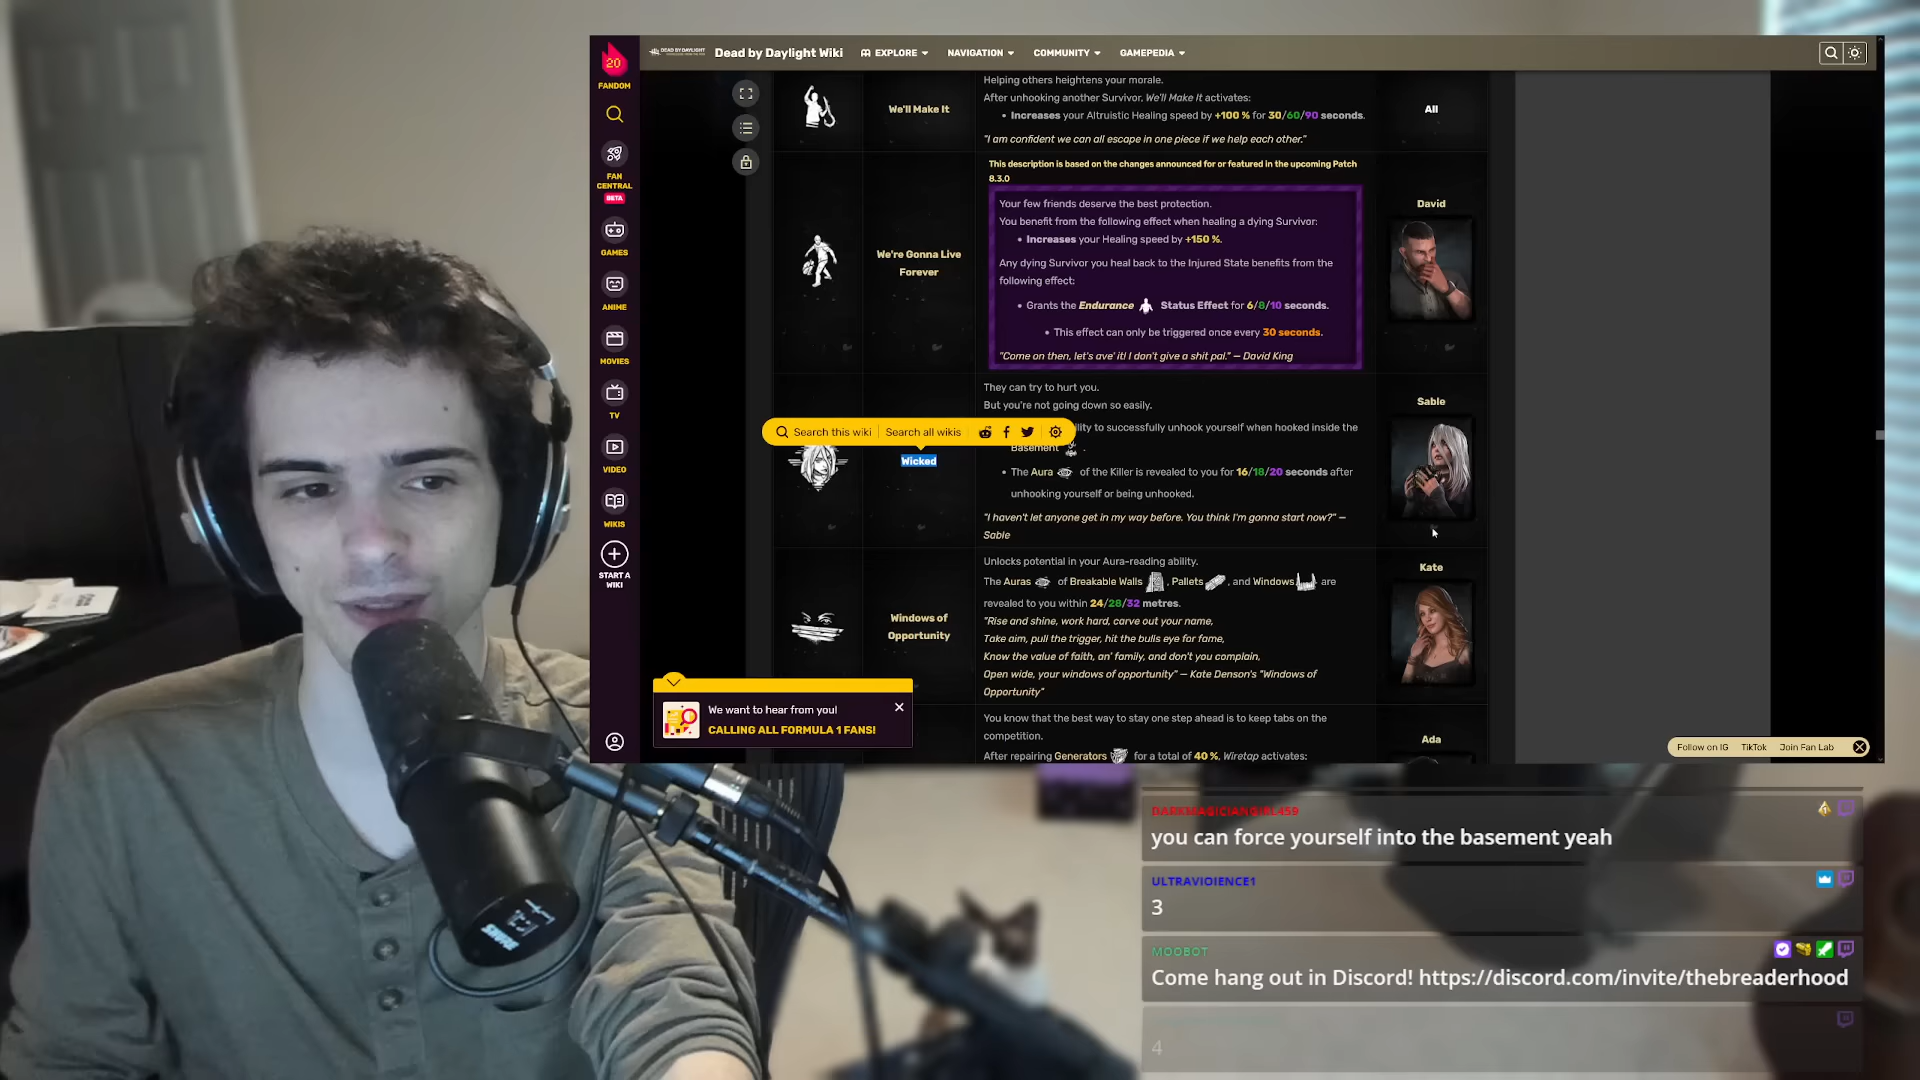 20
FANDOM
FAN
CENTRAL
BETA
GAMES
ANIME
MOVIES
TV
VIDEO
WIKIS
START A
WIKI
DEAD BY DAYLIGHT
Dead by Daylight Wiki
EXPLORE
NAVIGATION
COMMUNITY
GAMEPEDIA
We'll Make It
Helping others heightens your morale.
After unhooking another Survivor, We'll Make It activates:
• Increases your Altruistic Healing speed by +100 % for 30/60/90 seconds.
"I am confident we can all escape in one piece if we help each other."
All
We're Gonna Live
Forever
This description is based on the changes announced for or featured in the upcoming Patch
8.3.0
Your few friends deserve the best protection.
You benefit from the following effect when healing a dying Survivor:
• Increases your Healing speed by +150 %.
Any dying Survivor you heal back to the Injured State benefits from the
following effect:
• Grants the Endurance Status Effect for 6/8/10 seconds.
• This effect can only be triggered once every 30 seconds.
"Come on then, let's ave' it! I don't give a shit pal." — David King
David
Search this wiki
Search all wikis
Wicked
They can try to hurt you.
But you're not going down so easily.
lity to successfully unhook yourself when hooked inside the
Basement .
• The Aura of the Killer is revealed to you for 16/18/20 seconds after
unhooking yourself or being unhooked.
"I haven't let anyone get in my way before. You think I'm gonna start now?" —
Sable
Sable
Windows of
Opportunity
Unlocks potential in your Aura-reading ability.
The Auras of Breakable Walls , Pallets , and Windows are
revealed to you within 24/28/32 metres.
"Rise and shine, work hard, carve out your name,
Take aim, pull the trigger, hit the bulls eye for fame,
Know the value of faith, an' family, and don't you complain,
Open wide, your windows of opportunity" — Kate Denson's "Windows of
Opportunity"
Kate
You know that the best way to stay one step ahead is to keep tabs on the
competition.
After repairing Generators for a total of 40 %, Wiretap activates:
Ada
We want to hear from you!
CALLING ALL FORMULA 1 FANS!
Follow on IG
TikTok
Join Fan Lab
DARKMAGICIANGIRL459
you can force yourself into the basement yeah
ULTRAVIOIENCE1
3
MOOBOT
Come hang out in Discord! https://discord.com/invite/thebreaderhood
4
SHURE